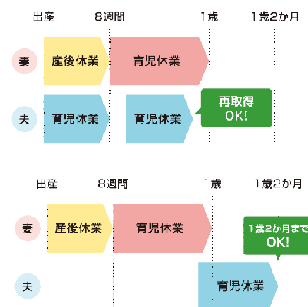 出産 8週間 1歳 1歳2か月
妻 産後休業 育児休業
夫 育児休業 育児休業
再取得
OK!
出産 8週間 1歳 1歳2か月
妻 産後休業 育児休業
1歳2か月まで
OK!
夫 育児休業